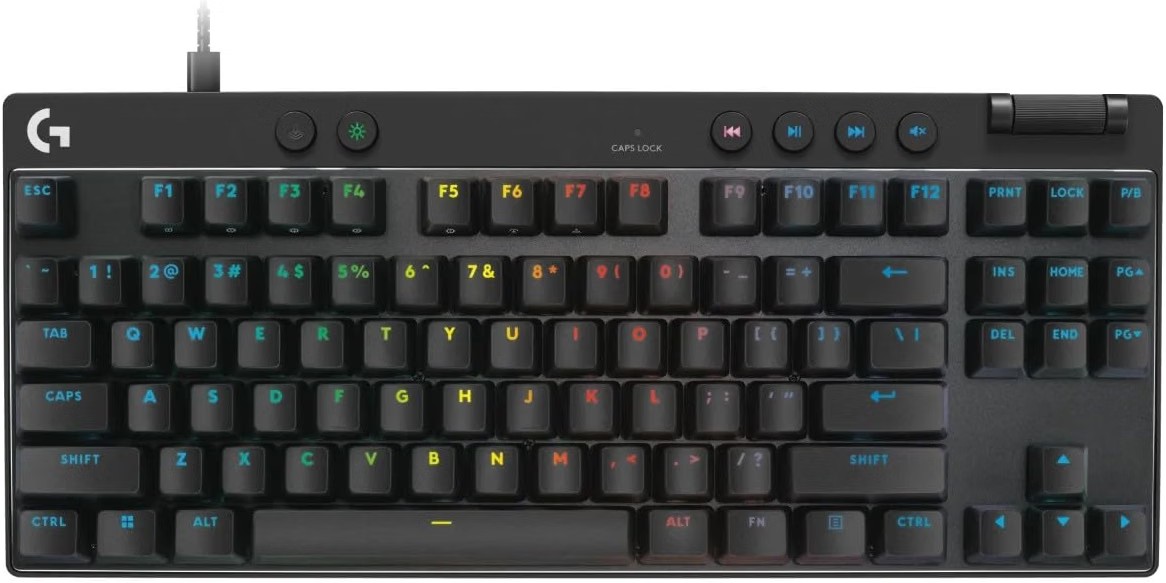 G
CAPS LOCK
ESC F1 F2 F3 F4 F5 F6 F7 F8 F9 F10 F11 F12 PRNT LOCK P/B
` ~ 1 ! 2 @ 3 # 4 $ 5 % 6 ^ 7 & 8 * 9 ( 0 ) - _ = + ← INS HOME PG▲
TAB Q W E R T Y U I O P [ { ] } \ | DEL END PG▼
CAPS A S D F G H J K L ; : ' " ↵
SHIFT Z X C V B N M , < . > / ? SHIFT ▲
CTRL ALT — ALT FN CTRL ◀ ▼ ▶